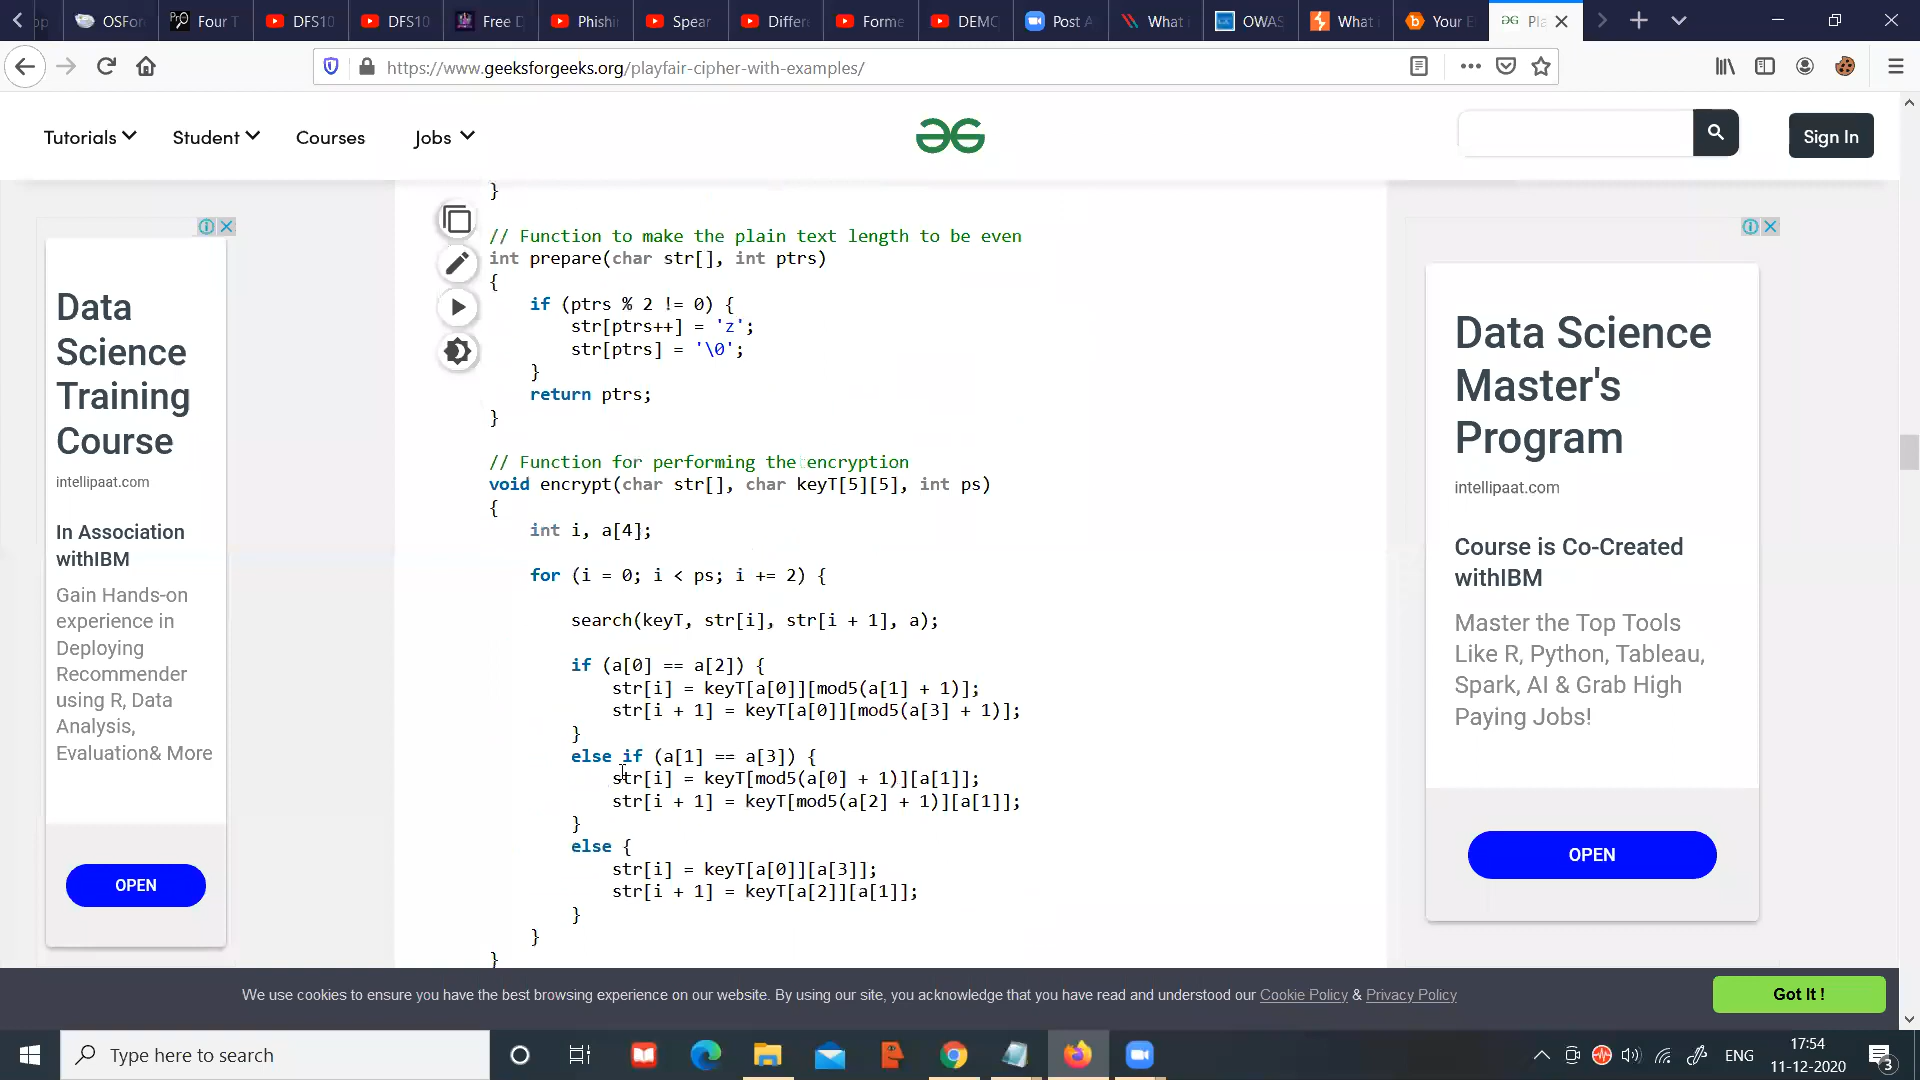 OSFor
PrO Four T
DFS10
DFS10
Free D
Phishi
Spear
Differe
Forme
DEMO
Post A
What i
OWAS
What i
Your E
Pla
https://www.geeksforgeeks.org/playfair-cipher-with-examples/
Tutorials
Student
Courses
Jobs
Sign In
}
// Function to make the plain text length to be even
int prepare(char str[], int ptrs)
{
if (ptrs % 2 != 0) {
str[ptrs++] = 'z';
str[ptrs] = '\0';
}
return ptrs;
}
// Function for performing the encryption
void encrypt(char str[], char keyT[5][5], int ps)
{
int i, a[4];
for (i = 0; i < ps; i += 2) {
search(keyT, str[i], str[i + 1], a);
if (a[0] == a[2]) {
str[i] = keyT[a[0]][mod5(a[1] + 1)];
str[i + 1] = keyT[a[0]][mod5(a[3] + 1)];
}
else if (a[1] == a[3]) {
str[i] = keyT[mod5(a[0] + 1)][a[1]];
str[i + 1] = keyT[mod5(a[2] + 1)][a[1]];
}
else {
str[i] = keyT[a[0]][a[3]];
str[i + 1] = keyT[a[2]][a[1]];
}
}
}
Data
Science
Training
Course
intellipaat.com
In Association
withIBM
Gain Hands-on
experience in
Deploying
Recommender
using R, Data
Analysis,
Evaluation& More
OPEN
Data Science
Master's
Program
intellipaat.com
Course is Co-Created
withIBM
Master the Top Tools
Like R, Python, Tableau,
Spark, AI & Grab High
Paying Jobs!
OPEN
We use cookies to ensure you have the best browsing experience on our website. By using our site, you acknowledge that you have read and understood our Cookie Policy & Privacy Policy
Got It !
Type here to search
ENG
17:54
11-12-2020
3